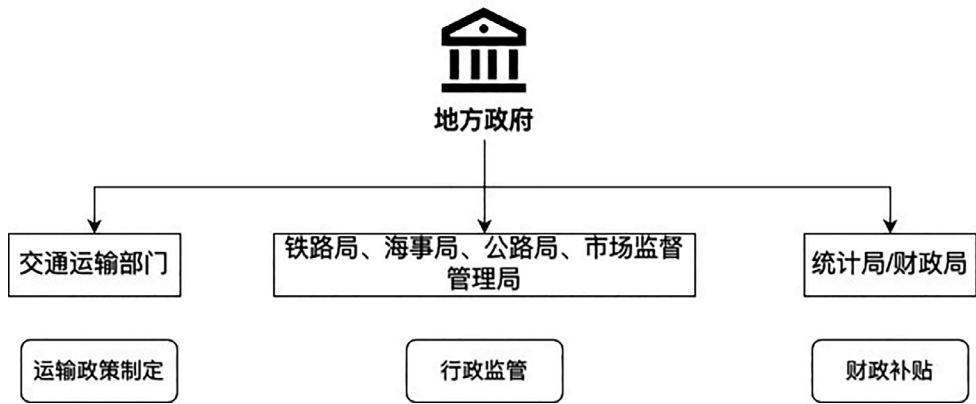 地方政府
交通运输部门
铁路局、海事局、公路局、市场监督
管理局
统计局/财政局
运输政策制定
行政监管
财政补贴